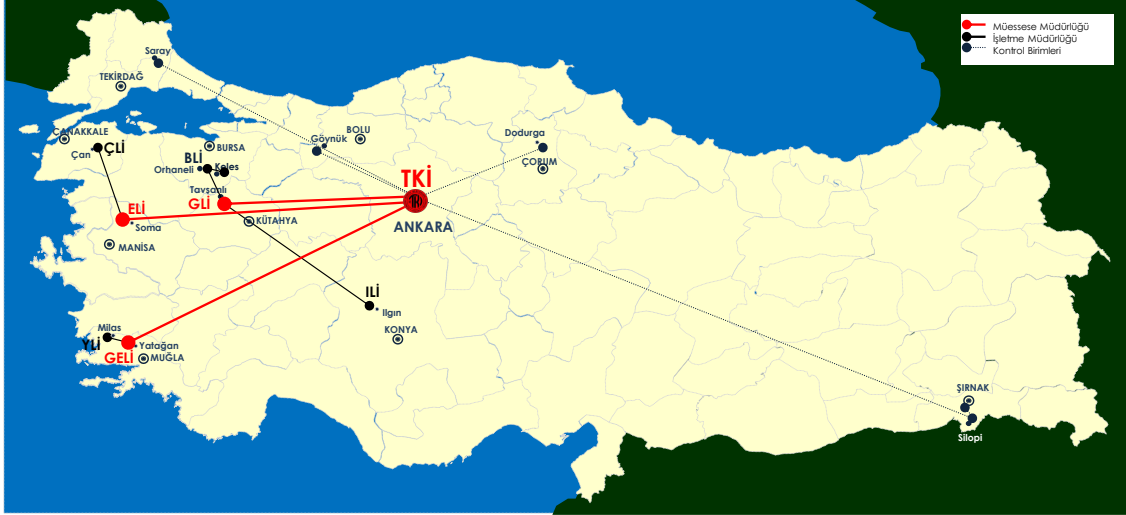 Müessese Müdürlüğü
İşletme Müdürlüğü
Kontrol Birimleri
Saray
TEKİRDAĞ
ÇANAKKALE
Çan
ÇLİ
BURSA
BLİ
Orhaneli
Keles
Tavşanlı
GLİ
KÜTAHYA
BOLU
Göynük
Dodurga
ÇORUM
TKİ
ANKARA
ELİ
Soma
MANİSA
ILİ
Ilgın
KONYA
Milas
YLİ
GELİ
Yatağan
MUĞLA
ŞIRNAK
Silopi